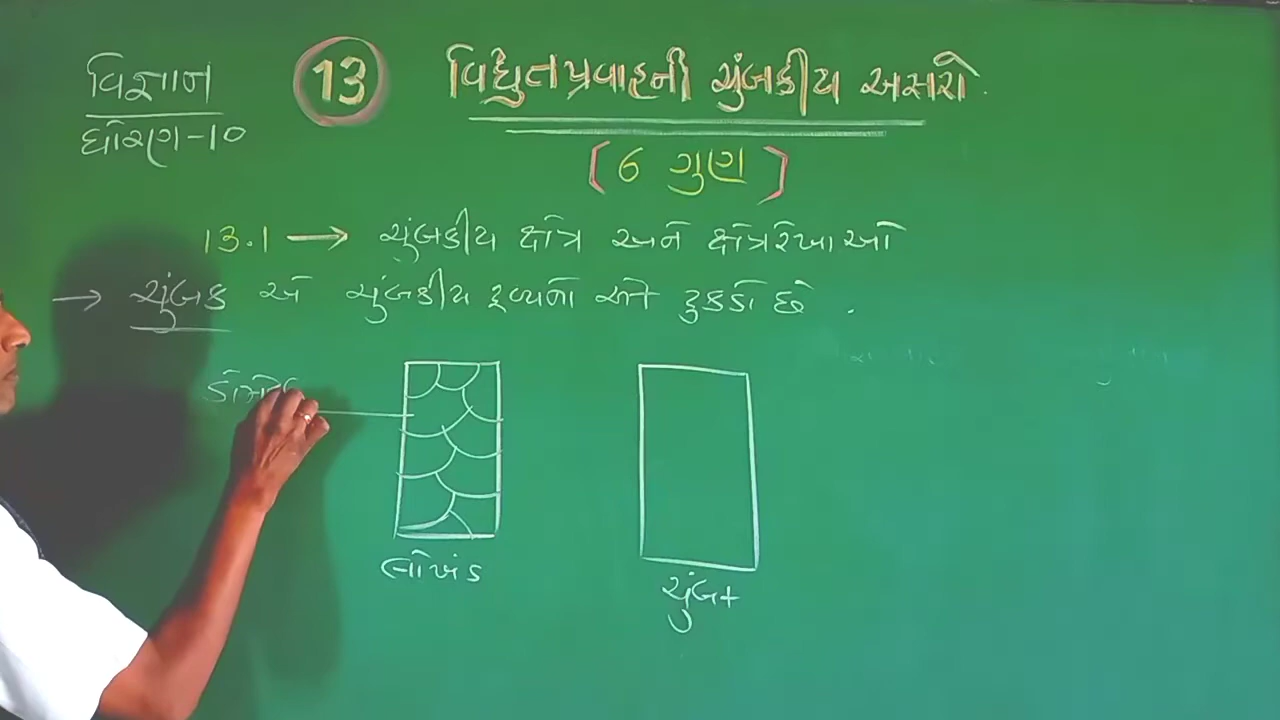 વિજ્ઞાન
ધોરણ-10
13
વિદ્યુતપ્રવાહની ચુંબકીય અસરો.
(6 ગુણ)
13.1 → ચુંબકીય ક્ષેત્ર અને ક્ષેત્રરેખાઓ
→ ચુંબક એ ચુંબકીય દ્રવ્યનો એક ટુકડો છે.
લોખંડ
ચુંબક